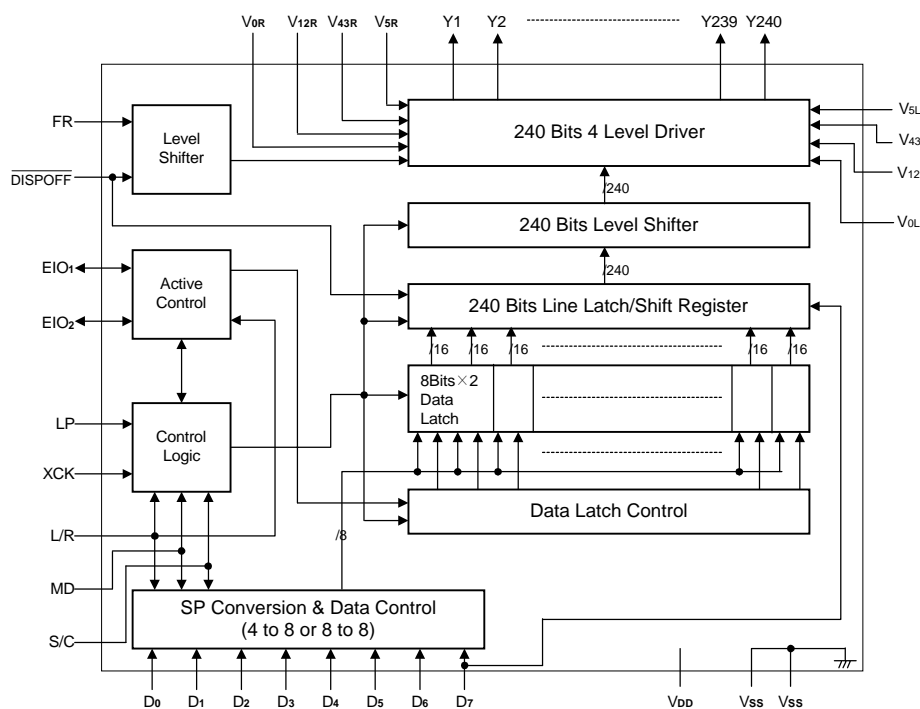 V0R V12R V43R V5R Y1 Y2 Y239 Y240
FR
Level
Shifter
240 Bits 4 Level Driver
V5L
V43
V12
V0L
DISPOFF
/240
240 Bits Level Shifter
/240
EIO1
EIO2
Active
Control
240 Bits Line Latch/Shift Register
/16 /16 /16 /16 /16
8Bits×2
Data
Latch
LP
XCK
Control
Logic
L/R
MD
S/C
/8
Data Latch Control
SP Conversion & Data Control
(4 to 8 or 8 to 8)
D0 D1 D2 D3 D4 D5 D6 D7 VDD VSS VSS